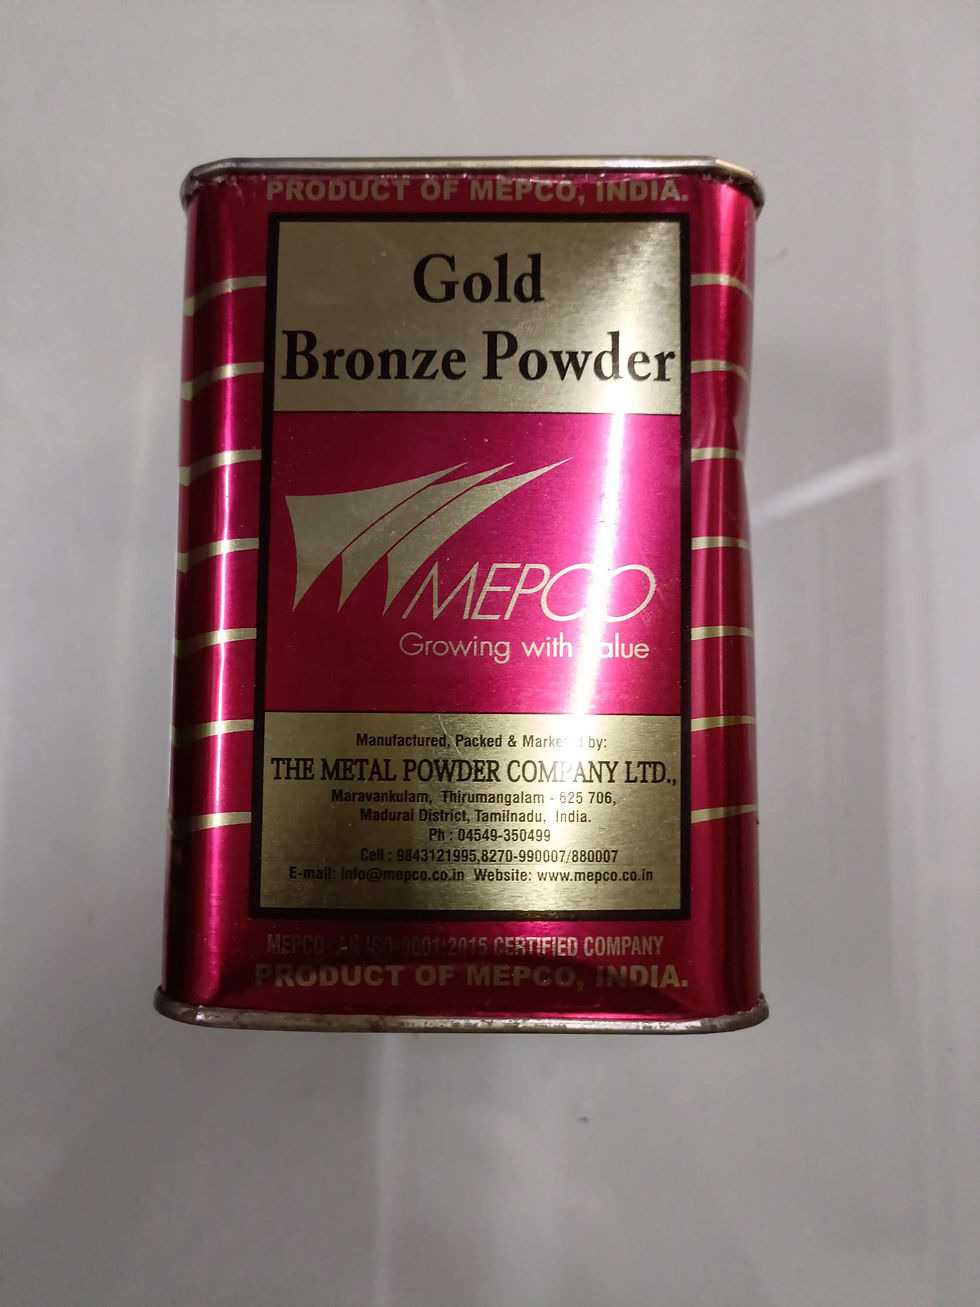 PRODUCT OF MEPCO, INDIA.
Gold
Bronze Powder
MEPCO
Growing with alue
Manufactured, Packed & Marke d by:
THE METAL POWDER COMPANY LTD.,
Maravankulam, Thirumangalam - 625 706,
Madurai District, Tamilnadu, India.
Ph : 04549-350499
Cell : 9843121995,8270-990007/880007
E-mail: info@mepco.co.in Website: www.mepco.co.in
MEPCO- AN ISO-9001:2015 CERTIFIED COMPANY
PRODUCT OF MEPCO, INDIA.